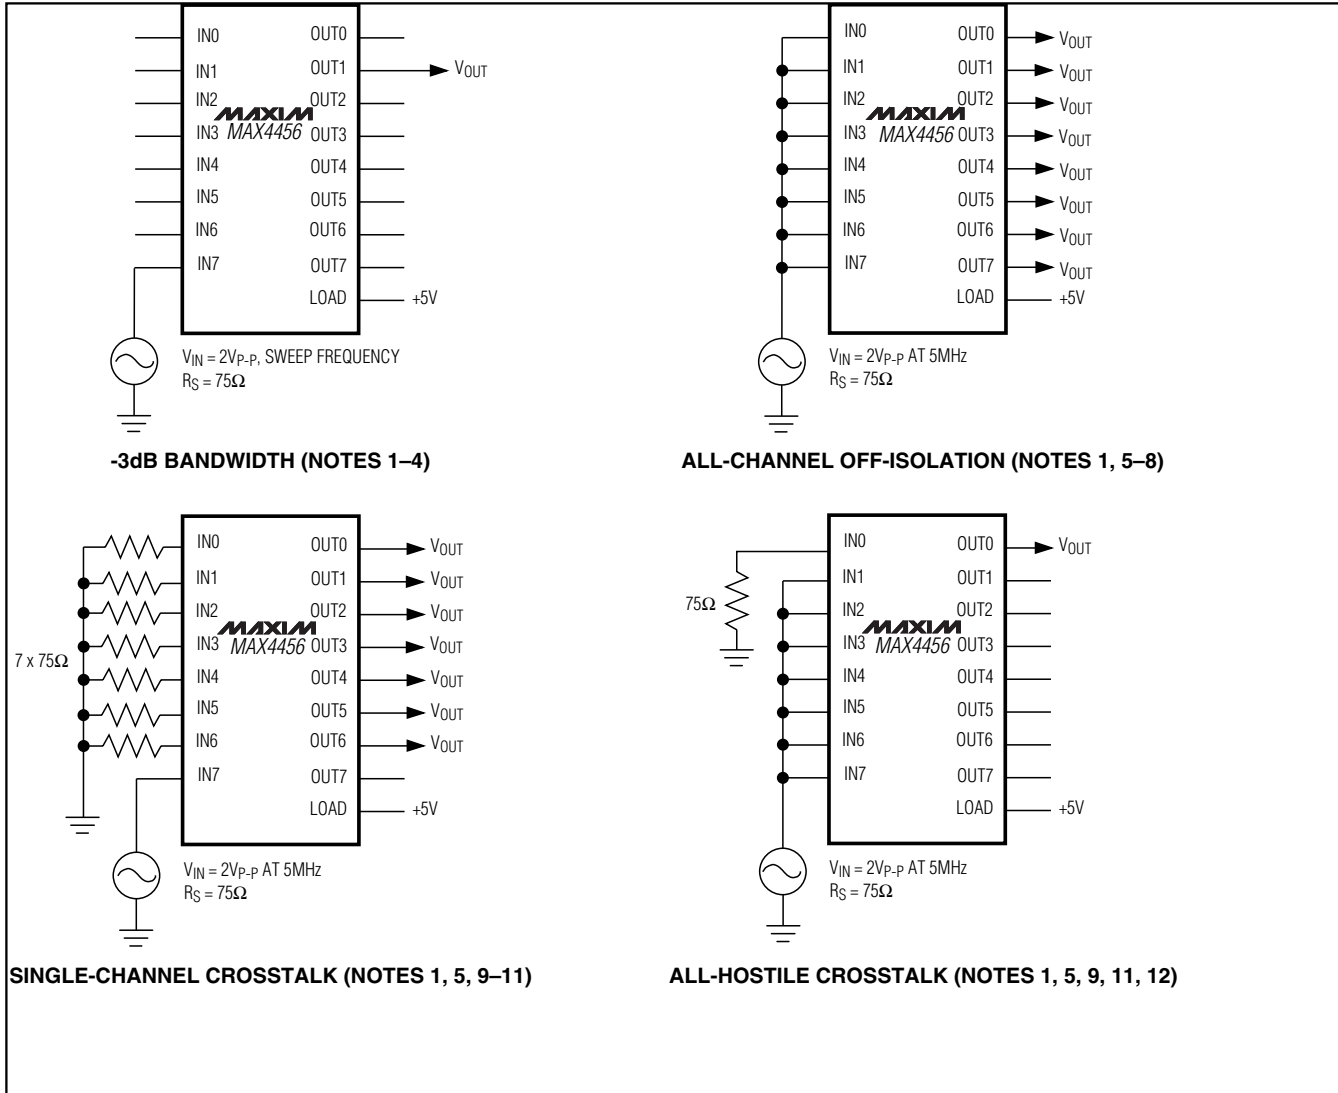 IN0 OUT0
IN1 OUT1 VOUT
IN2 OUT2
MAXIM
IN3 MAX4456 OUT3
IN4 OUT4
IN5 OUT5
IN6 OUT6
IN7 OUT7
LOAD +5V
VIN = 2VP-P, SWEEP FREQUENCY
RS = 75Ω
-3dB BANDWIDTH (NOTES 1–4)
IN0 OUT0 VOUT
IN1 OUT1 VOUT
IN2 OUT2 VOUT
MAXIM
IN3 MAX4456 OUT3 VOUT
IN4 OUT4 VOUT
IN5 OUT5 VOUT
IN6 OUT6 VOUT
IN7 OUT7 VOUT
LOAD +5V
VIN = 2VP-P AT 5MHz
RS = 75Ω
ALL-CHANNEL OFF-ISOLATION (NOTES 1, 5–8)
IN0 OUT0 VOUT
IN1 OUT1 VOUT
IN2 OUT2 VOUT
MAXIM
IN3 MAX4456 OUT3 VOUT
7 x 75Ω
IN4 OUT4 VOUT
IN5 OUT5 VOUT
IN6 OUT6 VOUT
IN7 OUT7
LOAD +5V
VIN = 2VP-P AT 5MHz
RS = 75Ω
SINGLE-CHANNEL CROSSTALK (NOTES 1, 5, 9–11)
IN0 OUT0 VOUT
IN1 OUT1
75Ω
IN2 OUT2
MAXIM
IN3 MAX4456 OUT3
IN4 OUT4
IN5 OUT5
IN6 OUT6
IN7 OUT7
LOAD +5V
VIN = 2VP-P AT 5MHz
RS = 75Ω
ALL-HOSTILE CROSSTALK (NOTES 1, 5, 9, 11, 12)